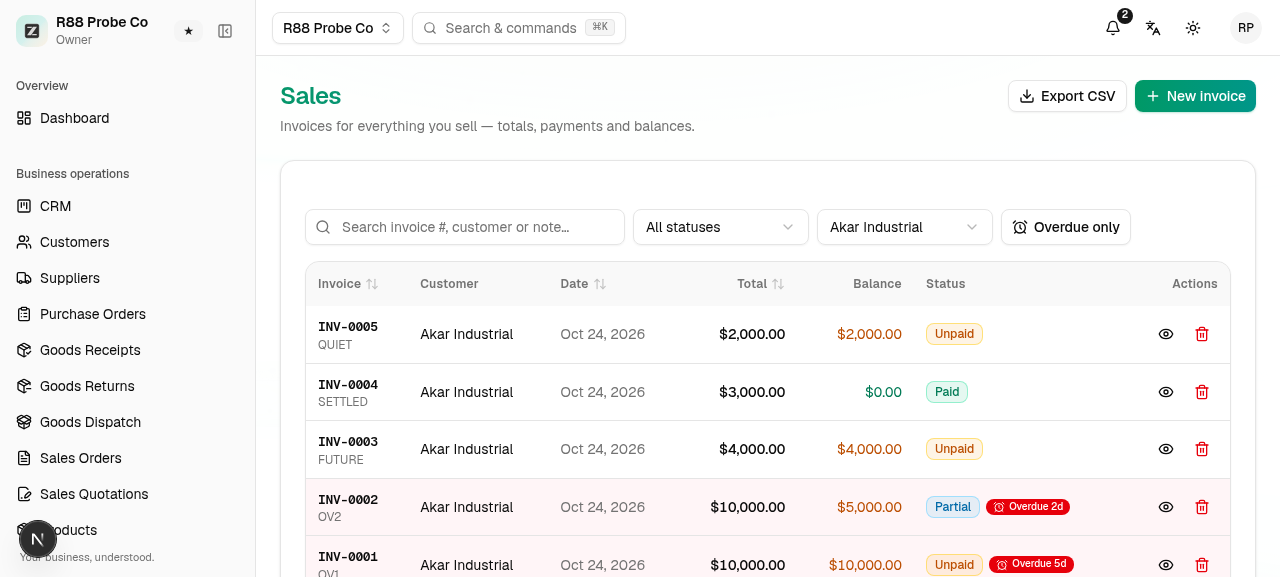 R88 Probe Co
Owner
★
Overview
Dashboard
Business operations
CRM
Customers
Suppliers
Purchase Orders
Goods Receipts
Goods Returns
Goods Dispatch
Sales Orders
Sales Quotations
oducts
N
Your business, understood.
R88 Probe Co
Search & commands ⌘K
2
RP
Sales
Invoices for everything you sell — totals, payments and balances.
Export CSV
New invoice
Search invoice #, customer or note…
All statuses
Akar Industrial
Overdue only
Invoice Customer Date Total Balance Status Actions
INV-0005 Akar Industrial Oct 24, 2026 $2,000.00 $2,000.00 Unpaid
QUIET
INV-0004 Akar Industrial Oct 24, 2026 $3,000.00 $0.00 Paid
SETTLED
INV-0003 Akar Industrial Oct 24, 2026 $4,000.00 $4,000.00 Unpaid
FUTURE
INV-0002 Akar Industrial Oct 24, 2026 $10,000.00 $5,000.00 Partial Overdue 2d
OV2
INV-0001 Akar Industrial Oct 24, 2026 $10,000.00 $10,000.00 Unpaid Overdue 5d
OV1